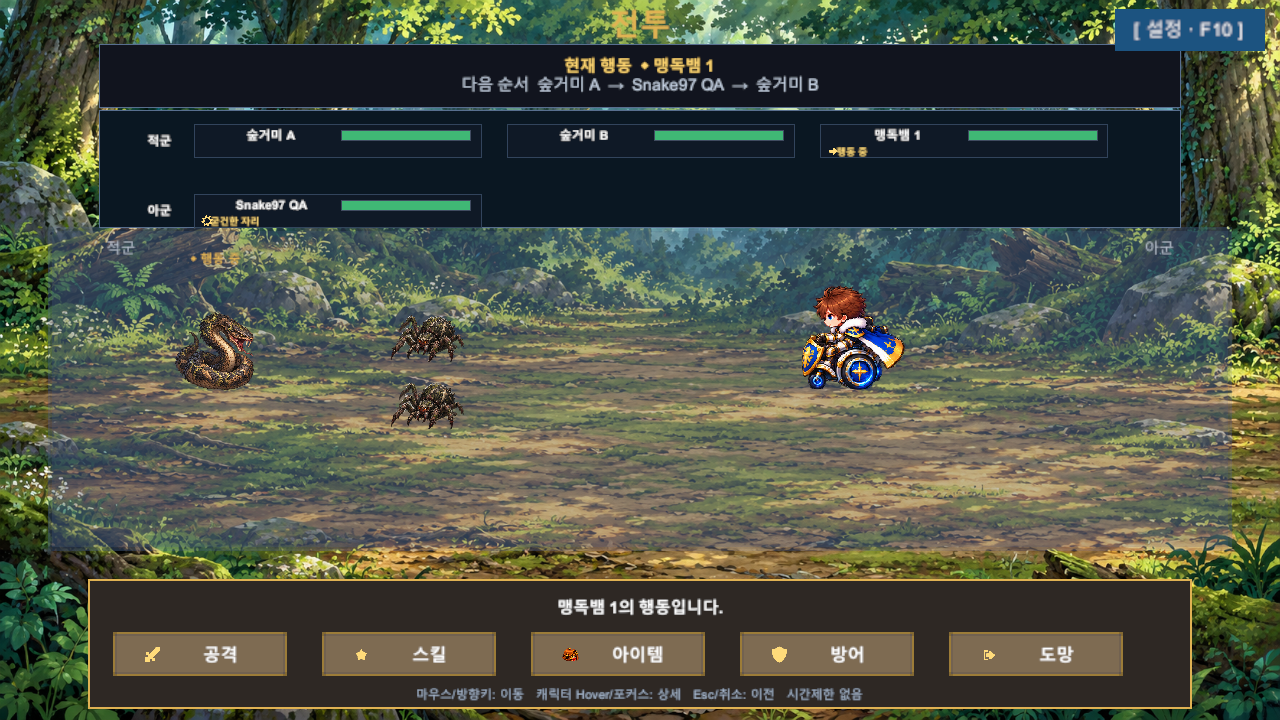 전투
[ 설정 · F10 ]
현재 행동 ◆ 맹독뱀 1
다음 순서 숲거미 A → Snake97 QA → 숲거미 B
적군
숲거미 A
숲거미 B
맹독뱀 1
➔행동 중
아군
Snake97 QA
굳건한 자리
적군
아군
◆ 행동 중
맹독뱀 1의 행동입니다.
공격
스킬
아이템
방어
도망
마우스/방향키: 이동 캐릭터 Hover/포커스: 상세 Esc/취소: 이전 시간제한 없음